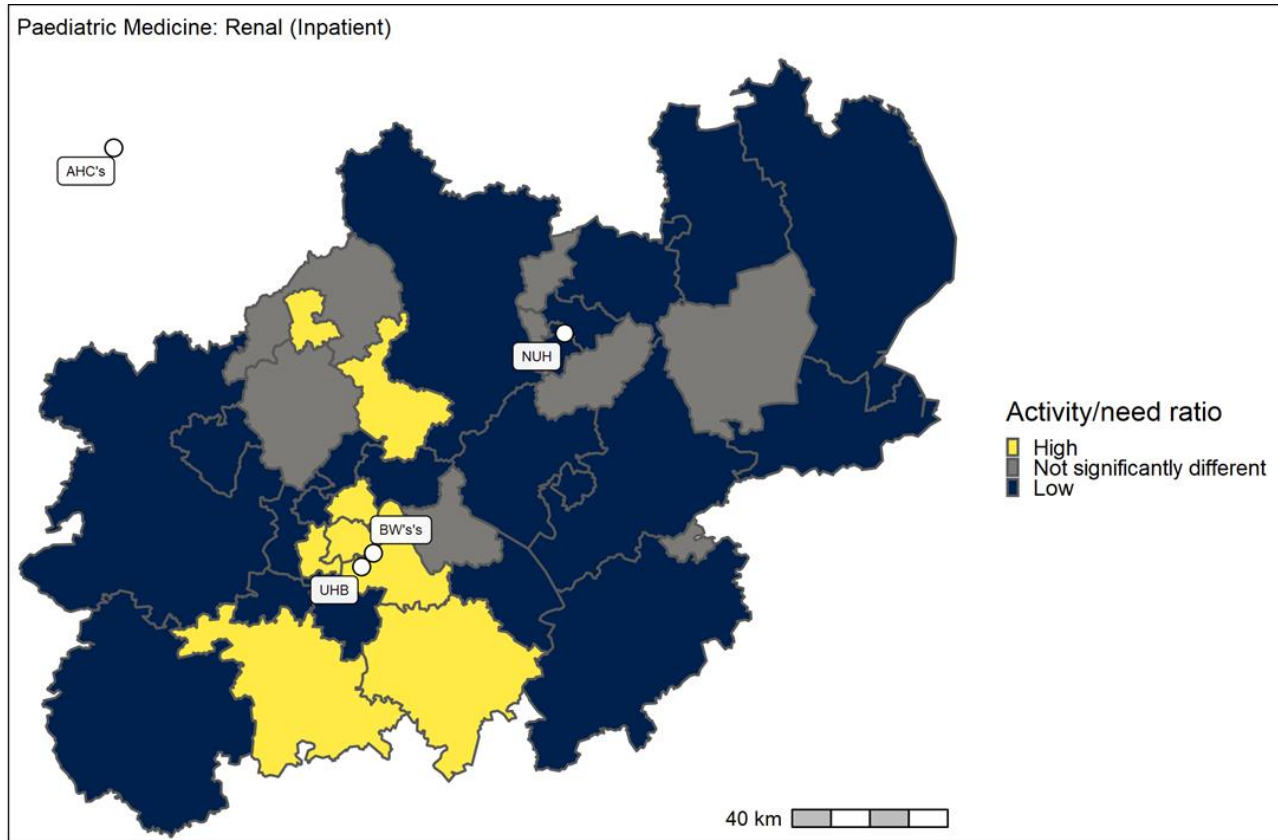 Paediatric Medicine: Renal (Inpatient)
AHC's
NUH
BW's's
UHB
Activity/need ratio
High
Not significantly different
Low
40 km